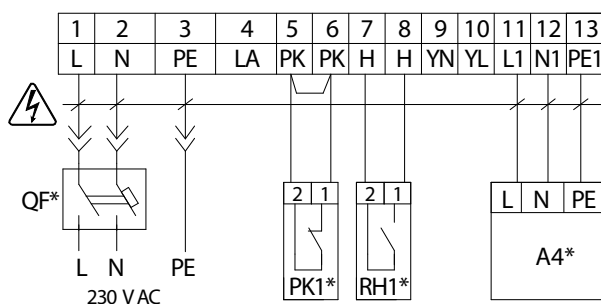 1 2 3 4 5 6 7 8 9 10 11 12 13
L N PE LA PK PK H H YN YL L1 N1 PE1
QF*
2 1
2 1
L N PE
PK1*
RH1*
A4*
L N PE
230 V AC